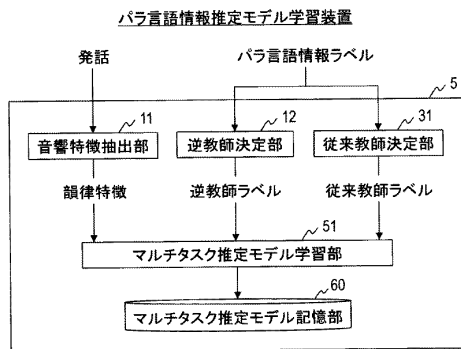 パラ言語情報推定モデル学習装置
発話
パラ言語情報ラベル
5
11
12
31
音響特徴抽出部
逆教師決定部
従来教師決定部
韻律特徴
逆教師ラベル
従来教師ラベル
51
マルチタスク推定モデル学習部
60
マルチタスク推定モデル記憶部